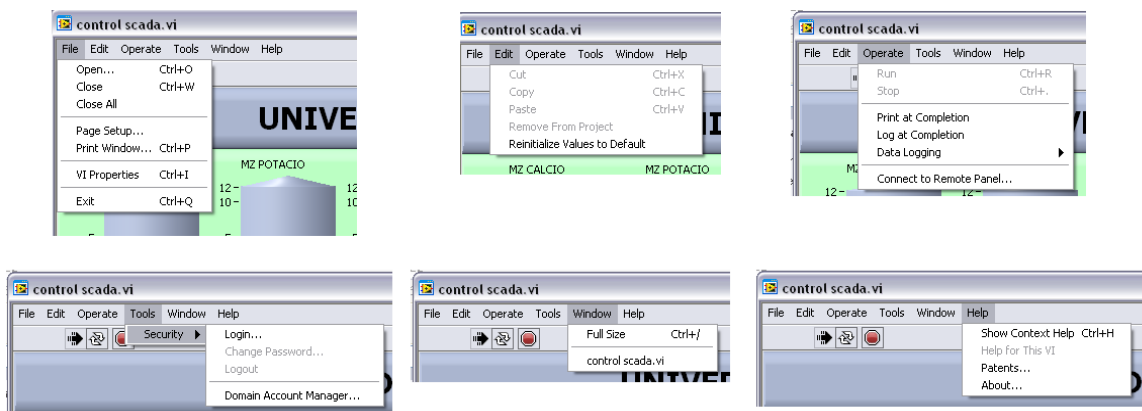 control scada.vi
File Edit Operate Tools Window Help
Open... Ctrl+O
Close Ctrl+W
Close All
Page Setup...
Print Window... Ctrl+P
VI Properties Ctrl+I
Exit Ctrl+Q
UNIVE
MZ POTACIO
12
12
10
10
control scada.vi
File Edit Operate Tools Window Help
Cut Ctrl+X
Copy Ctrl+C
Paste Ctrl+V
Remove From Project
Reinitialize Values to Default
MZ CALCIO MZ POTACIO
control scada.vi
File Edit Operate Tools Window Help
Run Ctrl+R
Stop Ctrl+.
Print at Completion
Log at Completion
Data Logging
Connect to Remote Panel...
MZ
12
12
control scada.vi
File Edit Operate Tools Window Help
Security
Login...
Change Password...
Logout
Domain Account Manager...
control scada.vi
File Edit Operate Tools Window Help
Full Size Ctrl+/
control scada.vi
UNIVER
control scada.vi
File Edit Operate Tools Window Help
Show Context Help Ctrl+H
Help for This VI
Patents...
About...